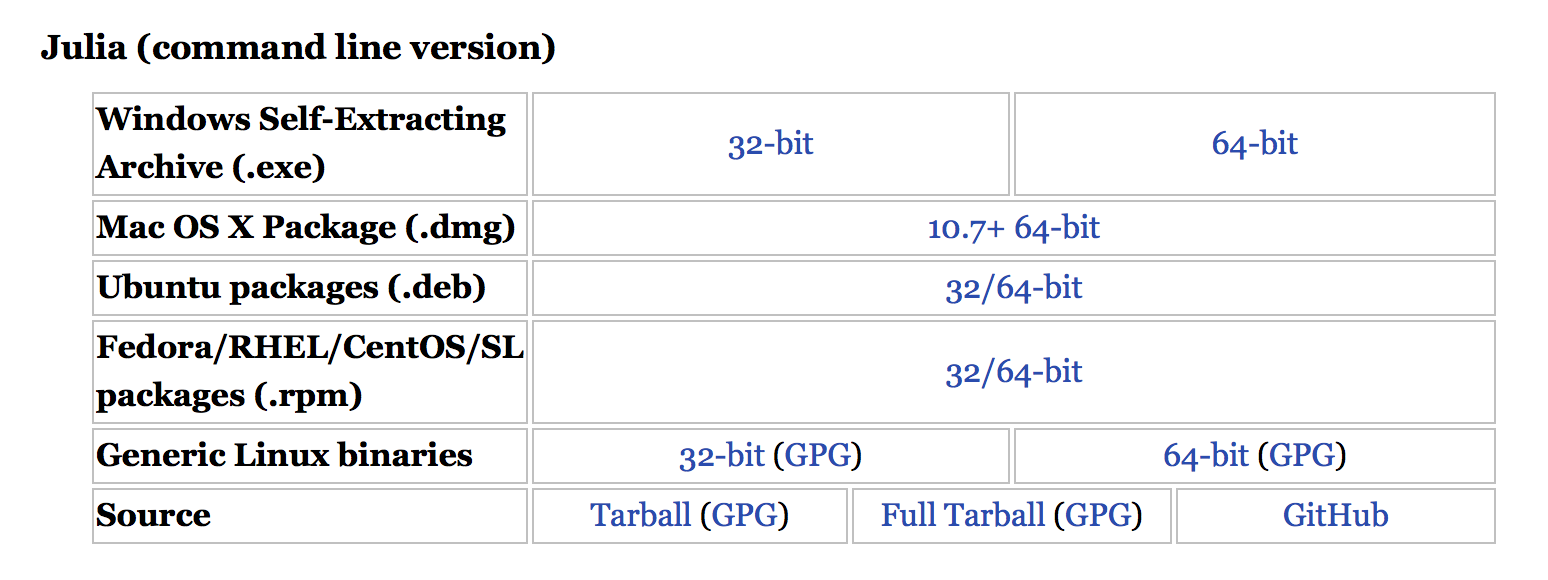 Julia (command line version)
Windows Self-Extracting
Archive (.exe)
32-bit
64-bit
Mac OS X Package (.dmg)
10.7+ 64-bit
Ubuntu packages (.deb)
32/64-bit
Fedora/RHEL/CentOS/SL
packages (.rpm)
32/64-bit
Generic Linux binaries
32-bit (GPG)
64-bit (GPG)
Source
Tarball (GPG)
Full Tarball (GPG)
GitHub